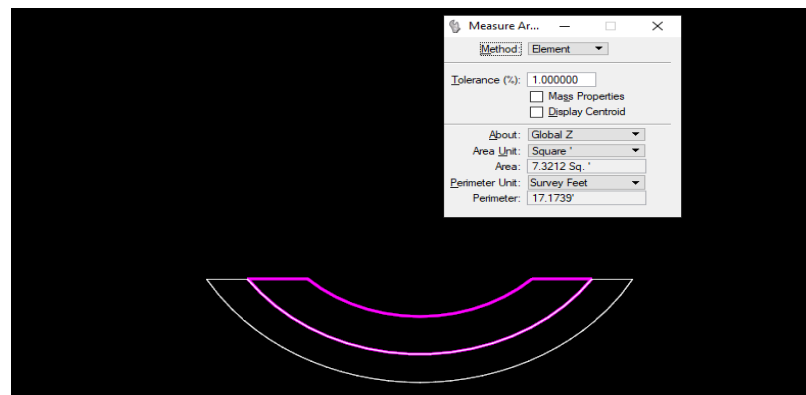 Measure Ar...
Method: Element
Tolerance (%): 1.000000
Mass Properties
Display Centroid
About: Global Z
Area Unit: Square '
Area: 7.3212 Sq. '
Perimeter Unit: Survey Feet
Perimeter: 17.1739'